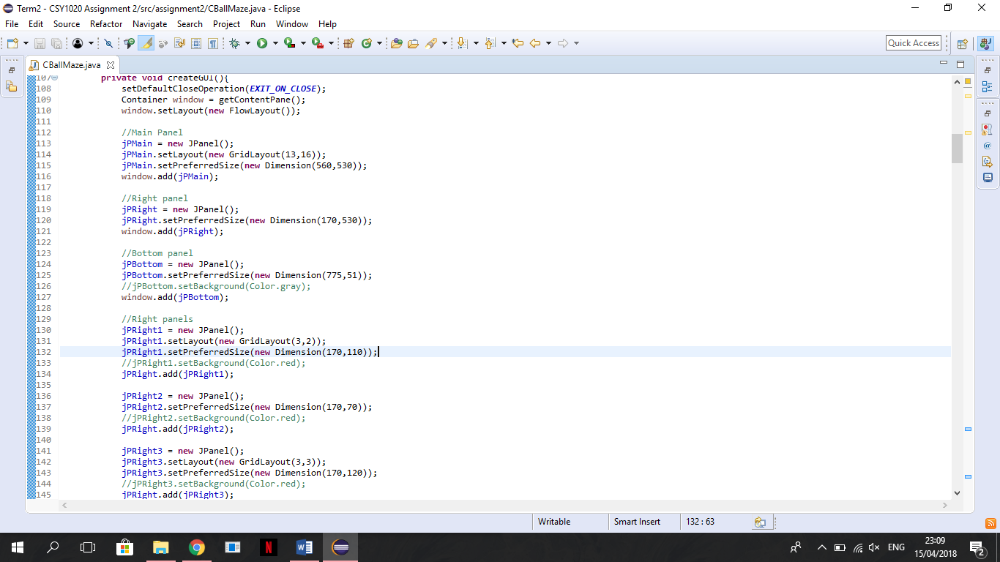 Term2 - CSY1020 Assignment 2/src/assignment2/CBallMaze.java - Eclipse
File Edit Source Refactor Navigate Search Project Run Window Help
Quick Access
CBallMaze.java
107 private void createGUI(){
108 setDefaultCloseOperation(EXIT_ON_CLOSE);
109 Container window = getContentPane();
110 window.setLayout(new FlowLayout());
111
112 //Main Panel
113 jPMain = new JPanel();
114 jPMain.setLayout(new GridLayout(13,16));
115 jPMain.setPreferredSize(new Dimension(560,530));
116 window.add(jPMain);
117
118 //Right panel
119 jPRight = new JPanel();
120 jPRight.setPreferredSize(new Dimension(170,530));
121 window.add(jPRight);
122
123 //Bottom panel
124 jPBottom = new JPanel();
125 jPBottom.setPreferredSize(new Dimension(775,51));
126 //jPBottom.setBackground(Color.gray);
127 window.add(jPBottom);
128
129 //Right panels
130 jPRight1 = new JPanel();
131 jPRight1.setLayout(new GridLayout(3,2));
132 jPRight1.setPreferredSize(new Dimension(170,110));
133 //jPRight1.setBackground(Color.red);
134 jPRight.add(jPRight1);
135
136 jPRight2 = new JPanel();
137 jPRight2.setPreferredSize(new Dimension(170,70));
138 //jPRight2.setBackground(Color.red);
139 jPRight.add(jPRight2);
140
141 jPRight3 = new JPanel();
142 jPRight3.setLayout(new GridLayout(3,3));
143 jPRight3.setPreferredSize(new Dimension(170,120));
144 //jPRight3.setBackground(Color.red);
145 jPRight.add(jPRight3);
Writable Smart Insert 132 : 63
ENG 23:09
15/04/2018 2